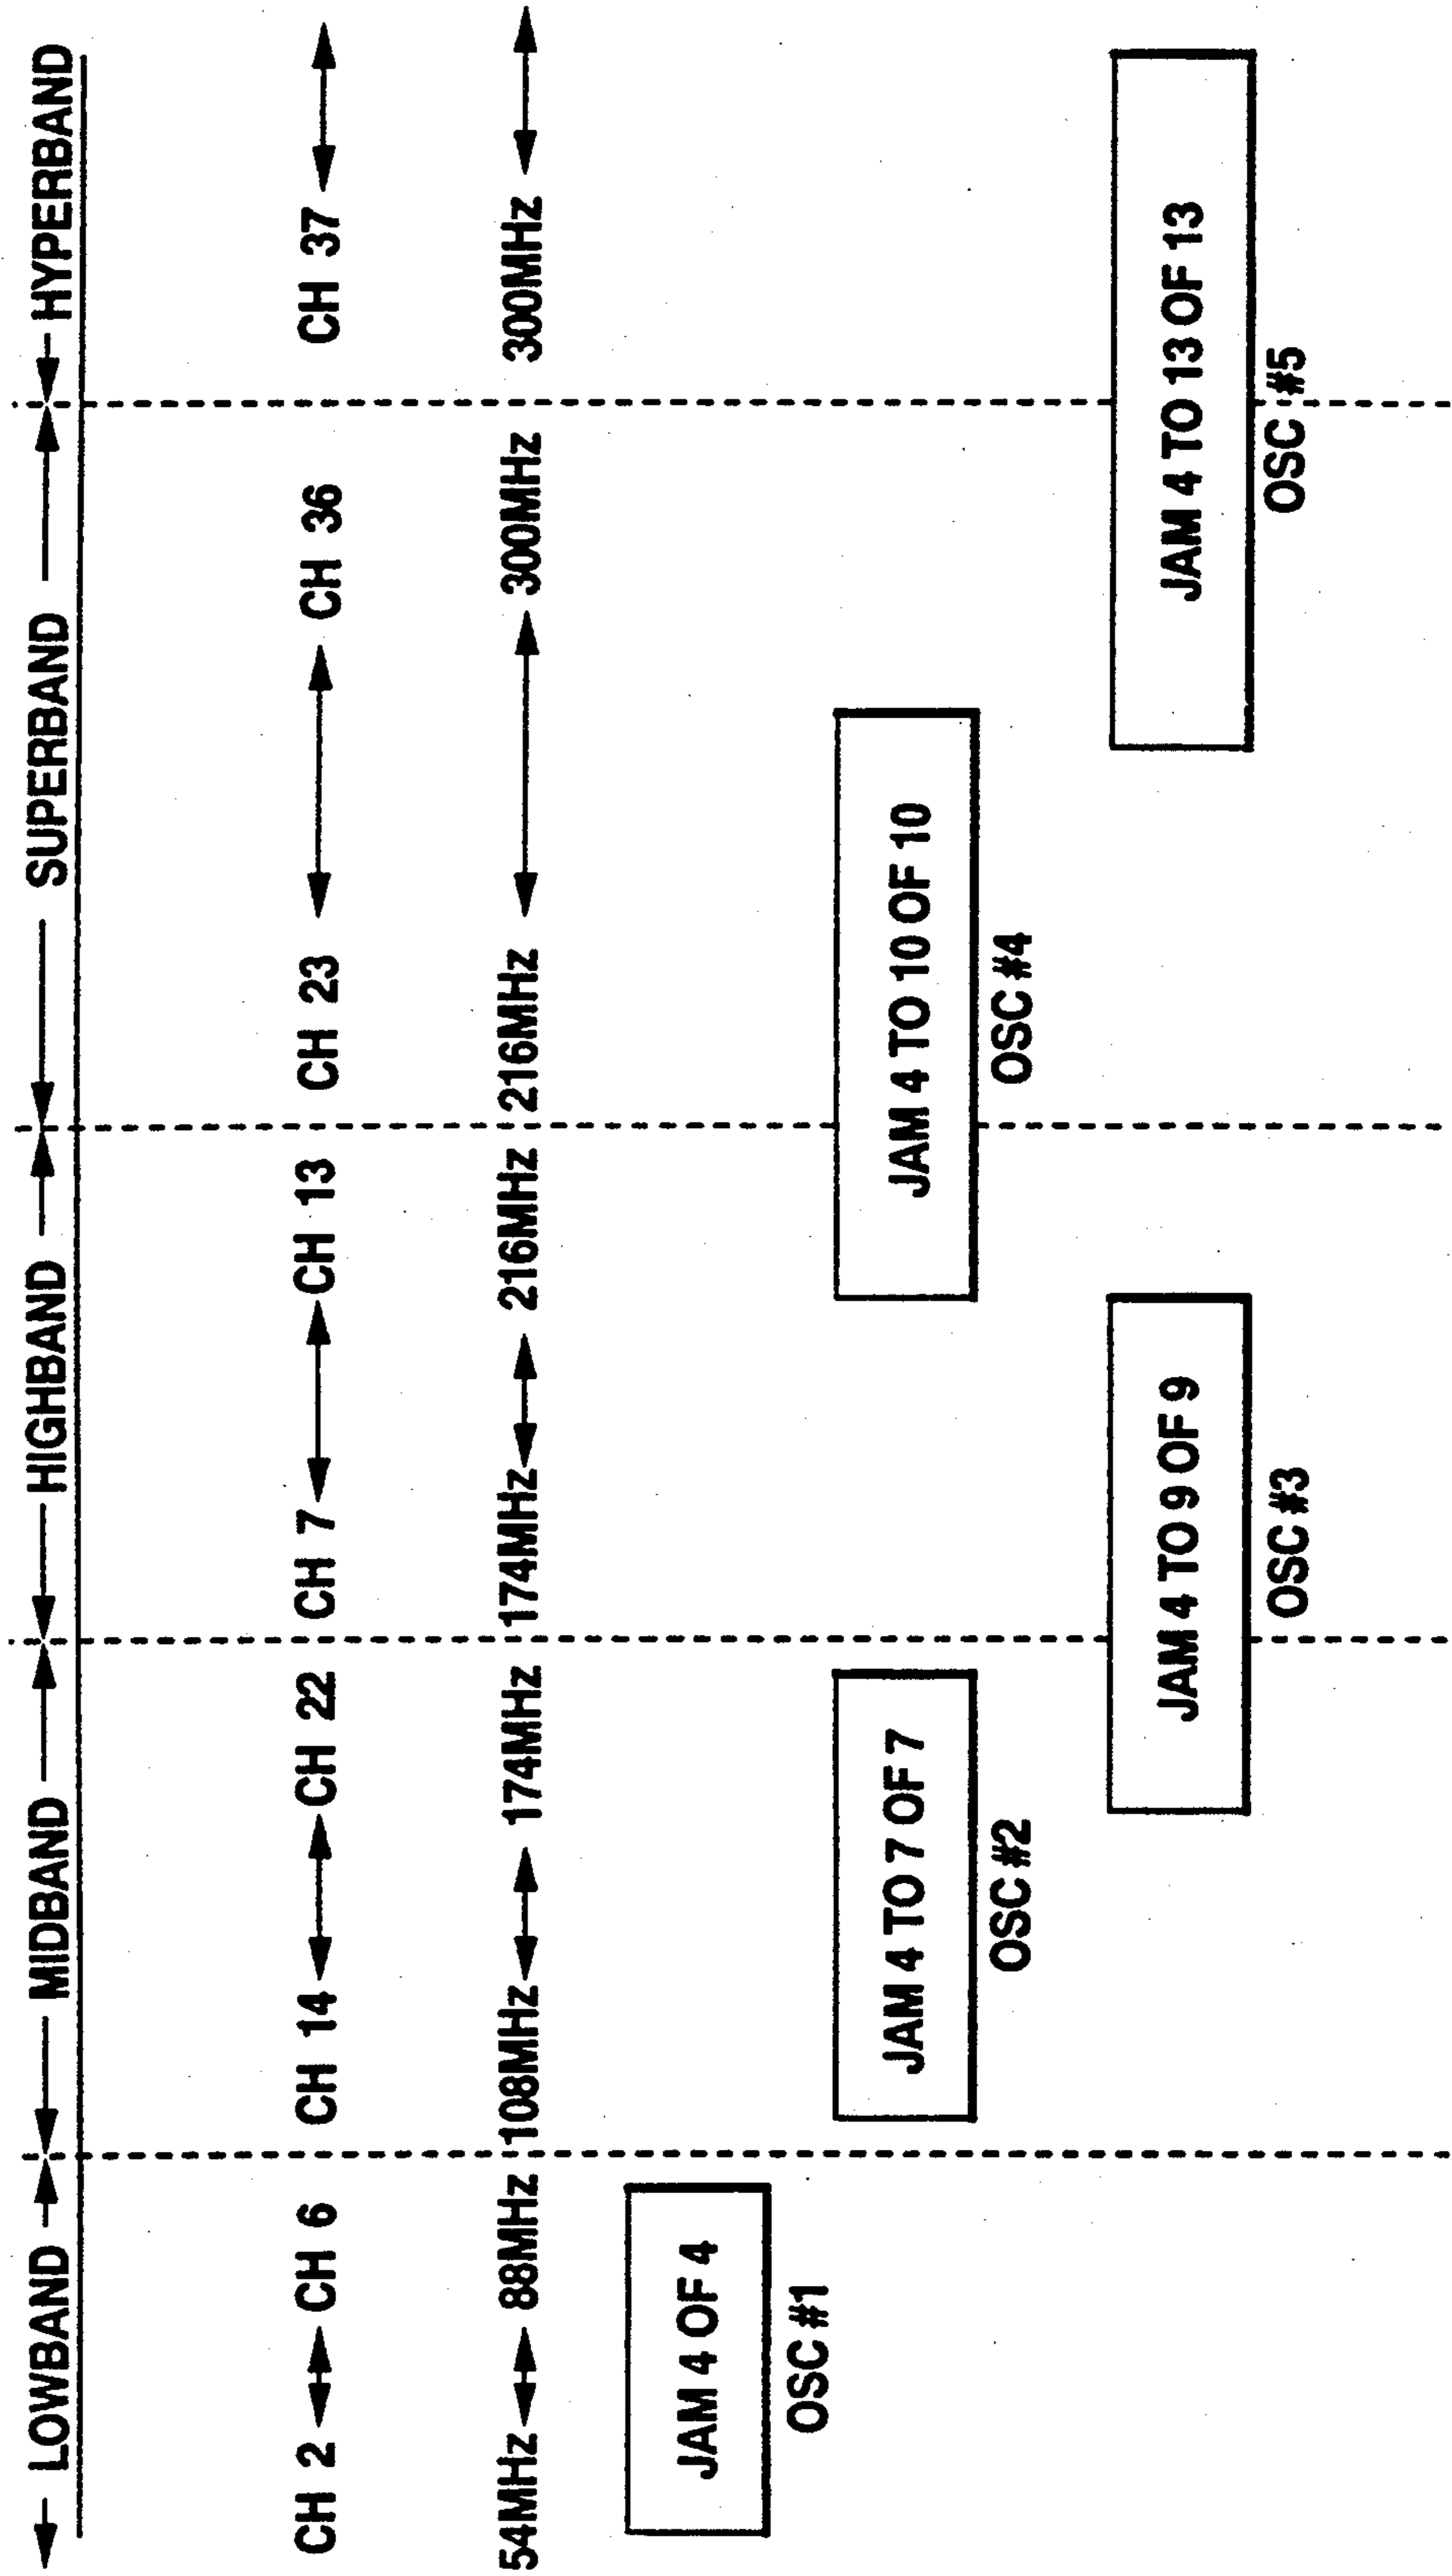 LOWBAND MIDBAND HIGHBAND SUPERBAND HYPERBAND
CH 2 CH 6 CH 14 CH 22 CH 7 CH 13 CH 23 CH 36 CH 37
54MHz 88MHz 108MHz 174MHz 174MHz 216MHz 216MHz 300MHz 300MHz
JAM 4 OF 4
OSC #1
JAM 4 TO 7 OF 7 JAM 4 TO 10 OF 10
OSC #2 OSC #4
JAM 4 TO 9 OF 9 JAM 4 TO 13 OF 13
OSC #3 OSC #5